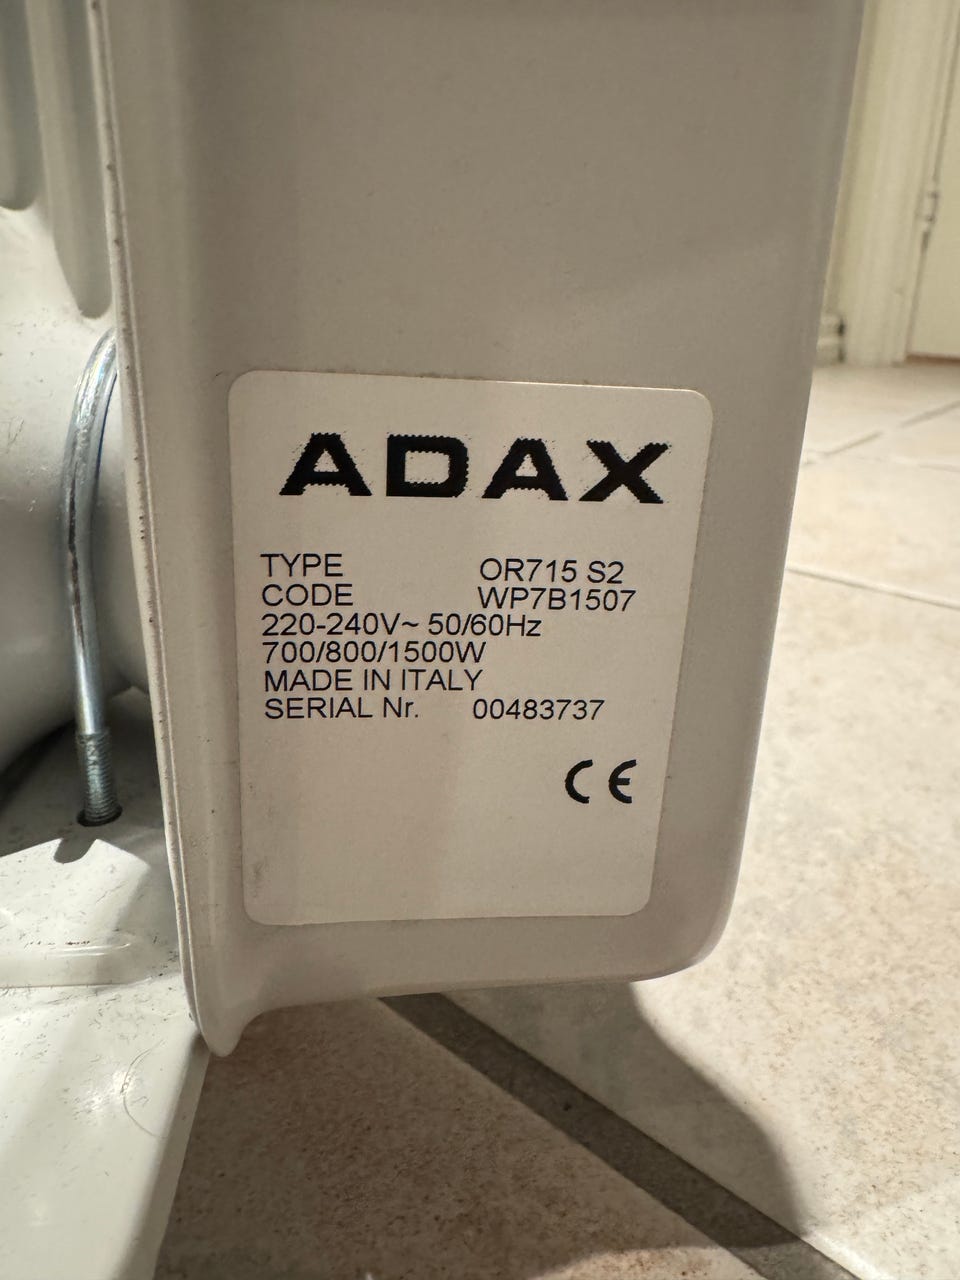 ADAX
TYPE OR715 S2
CODE WP7B1507
220-240V~ 50/60Hz
700/800/1500W
MADE IN ITALY
SERIAL Nr. 00483737
CE